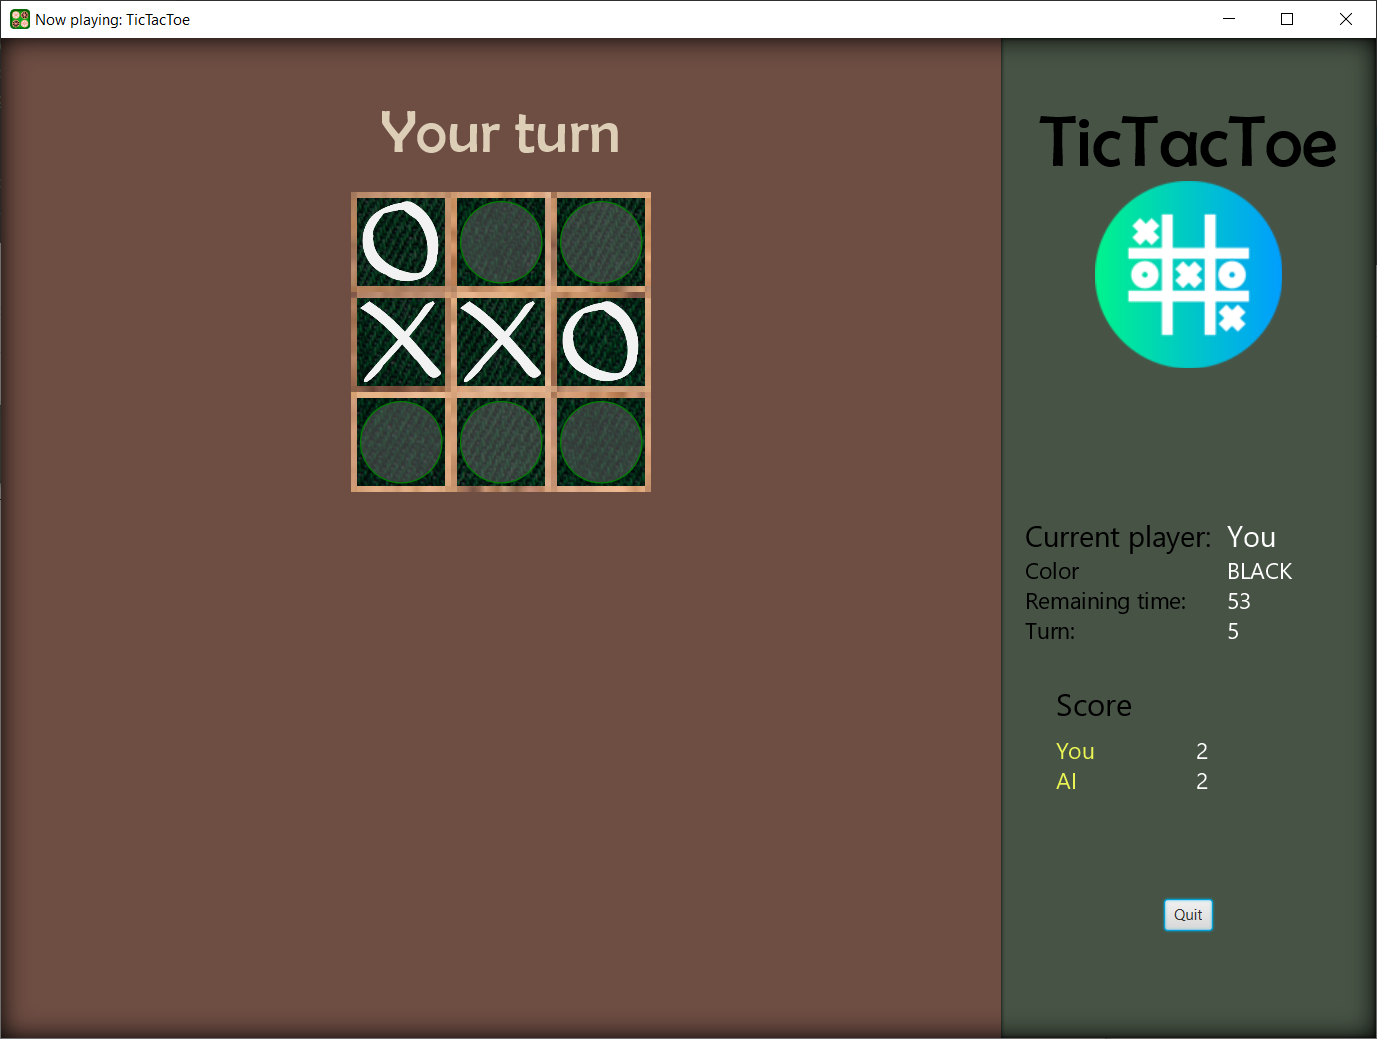 Now playing: TicTacToe
Your turn
TicTacToe
Current player: You
Color BLACK
Remaining time: 53
Turn: 5
Score
You 2
AI 2
Quit